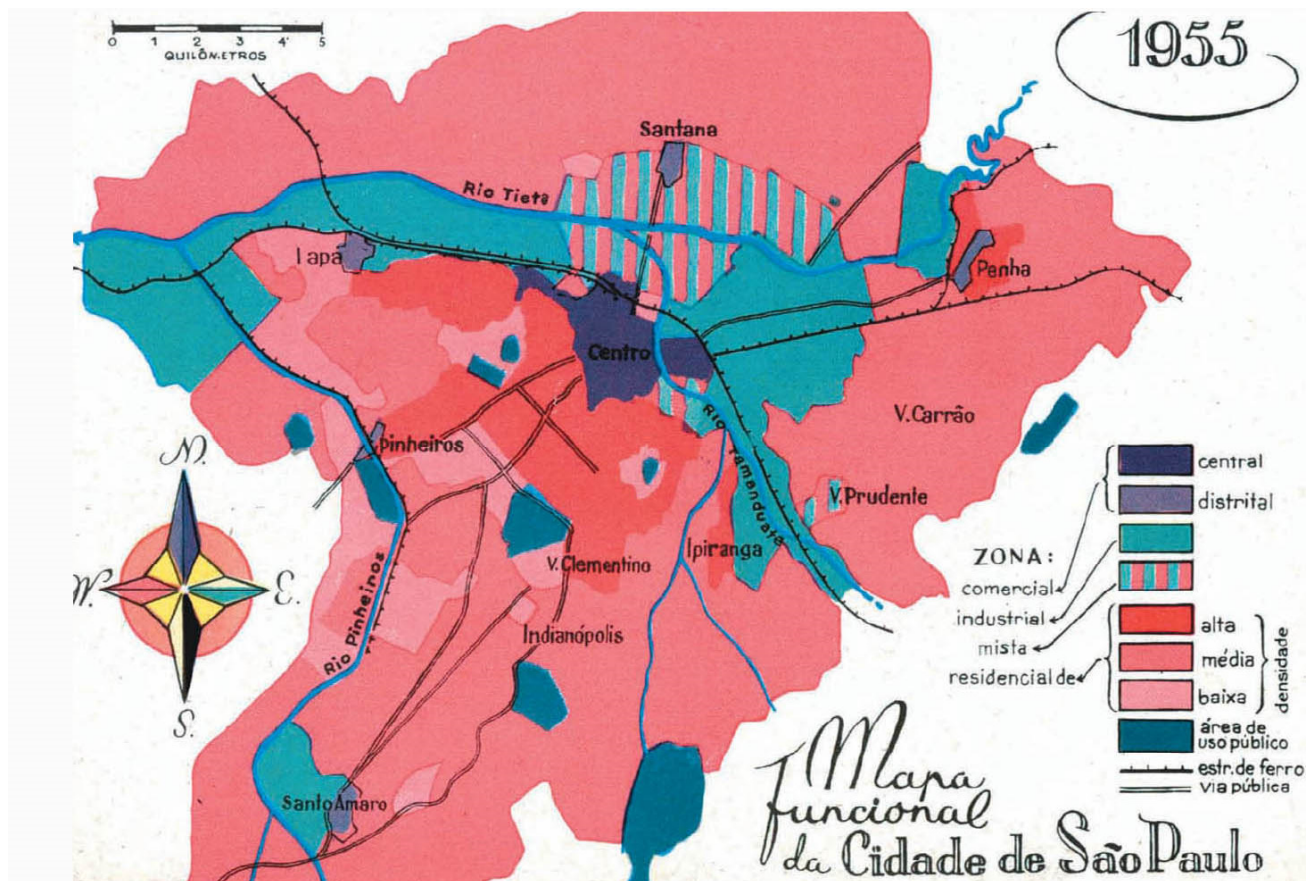 0 1 2 3 4 5
QUILÔMETROS
1955
Santana
Rio Tietê
Lapa
Penha
Centro
V. Carrão
Pinheiros
Rio Tamanduatê
V. Prudente
Ipiranga
V. Clementino
Indianópolis
Rio Pinheiros
Santo Amaro
N.
W.
E.
S.
central
distrital
ZONA:
comercial
industrial
mista
residencial de
alta
média
baixa
densidade
área de
uso público
estr. de ferro
via pública
Mapa
funcional
da Cidade de São Paulo